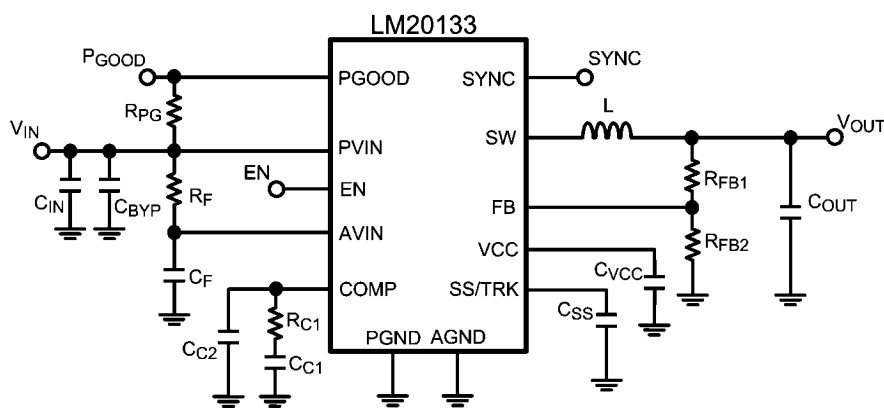 LM20133
PGOOD
PGOOD
SYNC
SYNC
RPG
L
VIN
SW
VOUT
PVIN
EN
EN
RF
RFB1
CIN
CBYP
FB
COUT
AVIN
RFB2
VCC
CF
CVCC
COMP
SS/TRK
CSS
RC1
CC2
PGND
AGND
CC1